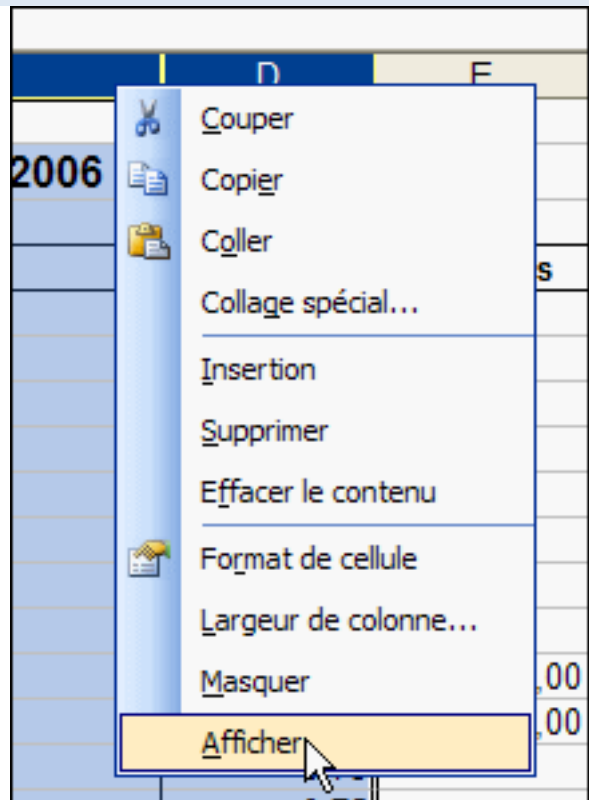 D E
Couper
2006
Copier
Coller
s
Collage spécial...
Insertion
Supprimer
Effacer le contenu
Format de cellule
Largeur de colonne...
Masquer
,00
,00
Afficher